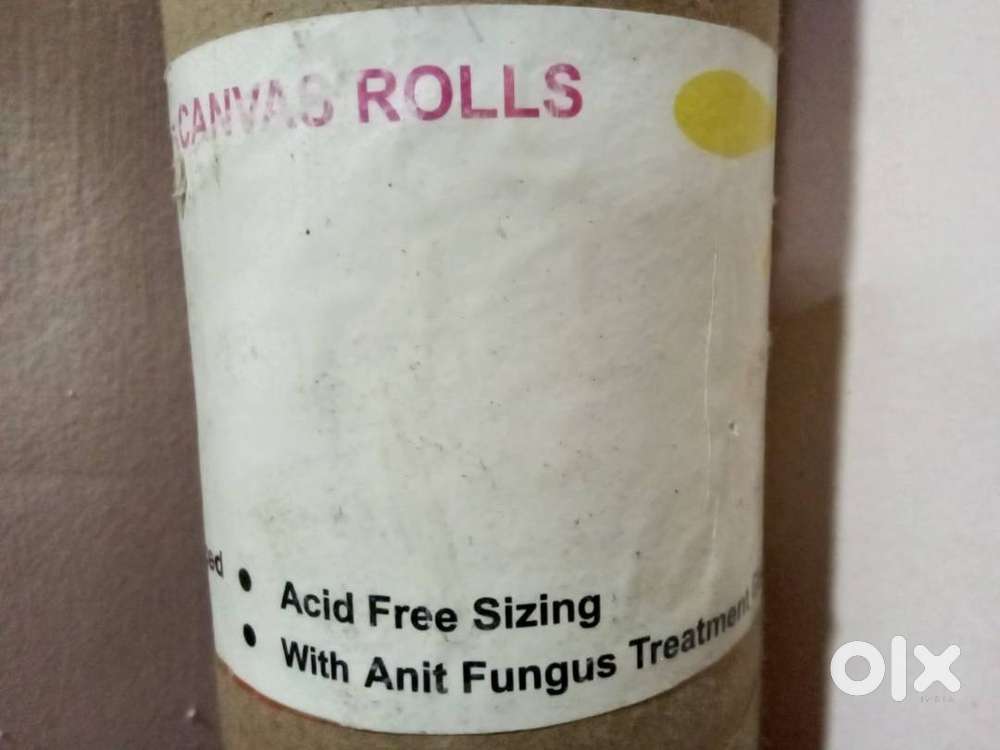 CANVAS ROLLS
Acid Free Sizing
With Anit Fungus Treatment
olx